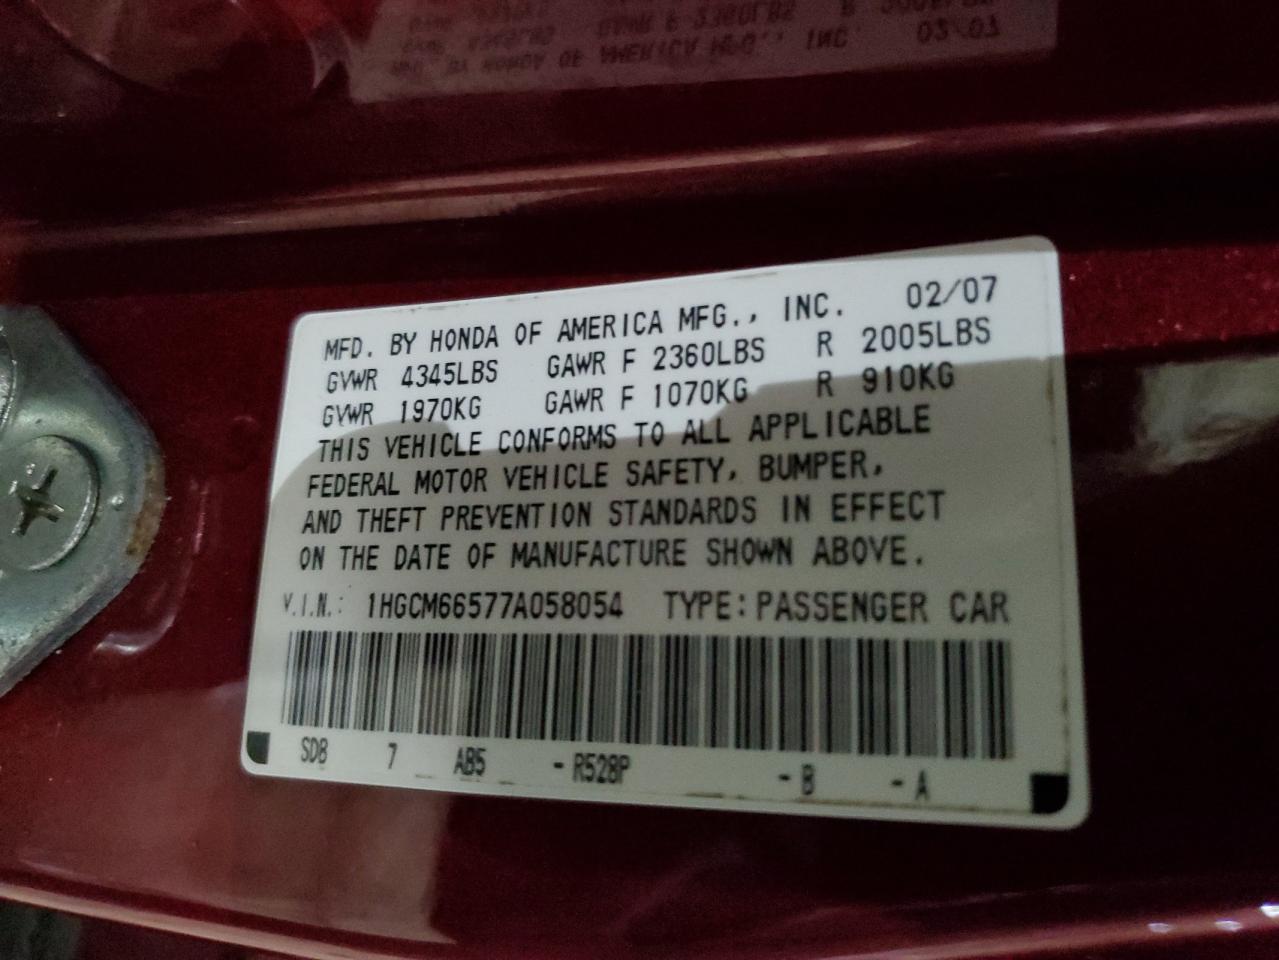 MFD. BY HONDA OF AMERICA MFG., INC. 02/07
GVWR 4345LBS GAWR F 2360LBS R 2005LBS
GVWR 1970KG GAWR F 1070KG R 910KG
THIS VEHICLE CONFORMS TO ALL APPLICABLE
FEDERAL MOTOR VEHICLE SAFETY, BUMPER,
AND THEFT PREVENTION STANDARDS IN EFFECT
ON THE DATE OF MANUFACTURE SHOWN ABOVE.
V.I.N.: 1HGCM66577A058054 TYPE: PASSENGER CAR
SDB 7 AB5 -R528P -B -A